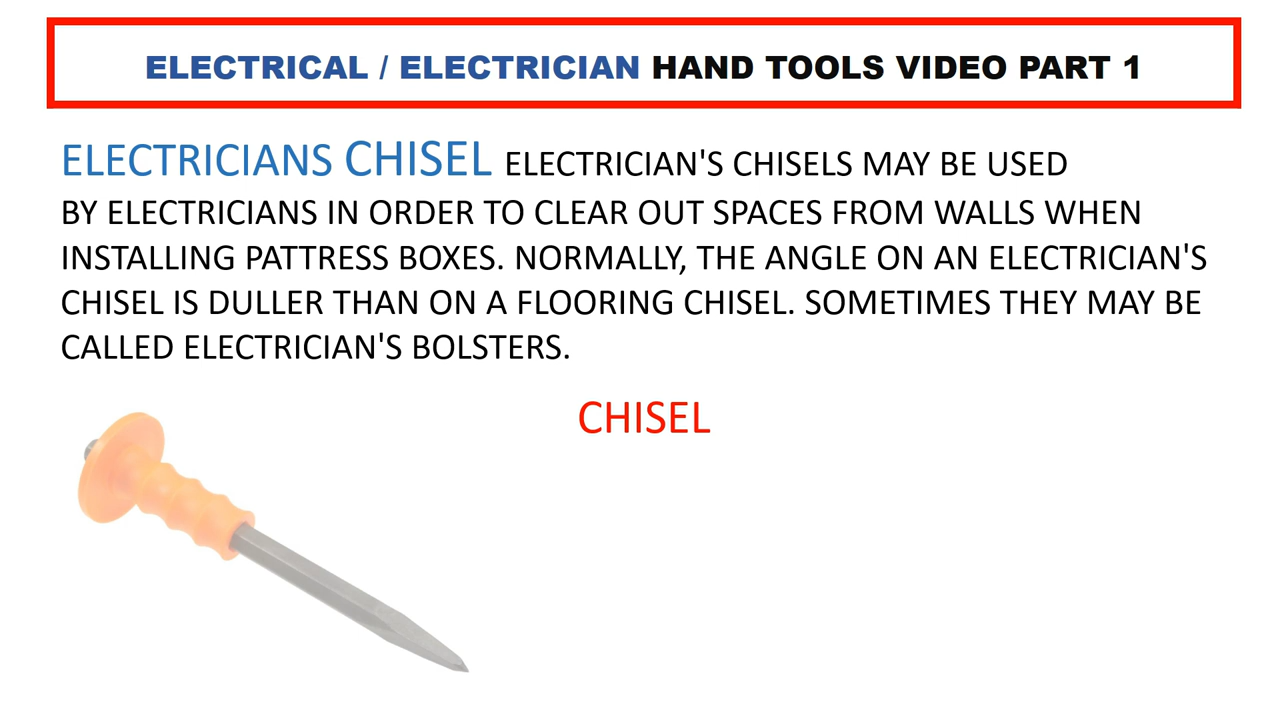 ELECTRICAL / ELECTRICIAN HAND TOOLS VIDEO PART 1
ELECTRICIANS CHISEL ELECTRICIAN'S CHISELS MAY BE USED
BY ELECTRICIANS IN ORDER TO CLEAR OUT SPACES FROM WALLS WHEN
INSTALLING PATTRESS BOXES. NORMALLY, THE ANGLE ON AN ELECTRICIAN'S
CHISEL IS DULLER THAN ON A FLOORING CHISEL. SOMETIMES THEY MAY BE
CALLED ELECTRICIAN'S BOLSTERS.
CHISEL